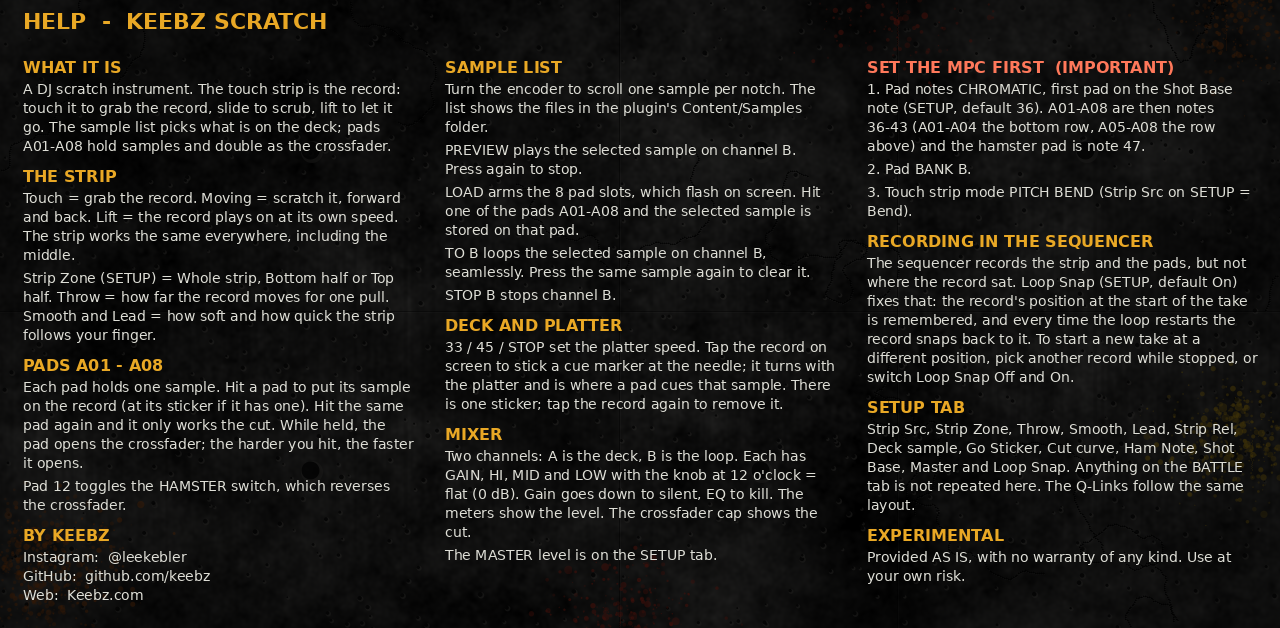 HELP - KEEBZ SCRATCH
WHAT IT IS
A DJ scratch instrument. The touch strip is the record:
touch it to grab the record, slide to scrub, lift to let it
go. The sample list picks what is on the deck; pads
A01-A08 hold samples and double as the crossfader.
THE STRIP
Touch = grab the record. Moving = scratch it, forward
and back. Lift = the record plays on at its own speed.
The strip works the same everywhere, including the
middle.
Strip Zone (SETUP) = Whole strip, Bottom half or Top
half. Throw = how far the record moves for one pull.
Smooth and Lead = how soft and how quick the strip
follows your finger.
PADS A01 - A08
Each pad holds one sample. Hit a pad to put its sample
on the record (at its sticker if it has one). Hit the same
pad again and it only works the cut. While held, the
pad opens the crossfader; the harder you hit, the faster
it opens.
Pad 12 toggles the HAMSTER switch, which reverses
the crossfader.
BY KEEBZ
Instagram: @leekebler
GitHub: github.com/keebz
Web: Keebz.com
SAMPLE LIST
Turn the encoder to scroll one sample per notch. The
list shows the files in the plugin's Content/Samples
folder.
PREVIEW plays the selected sample on channel B.
Press again to stop.
LOAD arms the 8 pad slots, which flash on screen. Hit
one of the pads A01-A08 and the selected sample is
stored on that pad.
TO B loops the selected sample on channel B,
seamlessly. Press the same sample again to clear it.
STOP B stops channel B.
DECK AND PLATTER
33 / 45 / STOP set the platter speed. Tap the record on
screen to stick a cue marker at the needle; it turns with
the platter and is where a pad cues that sample. There
is one sticker; tap the record again to remove it.
MIXER
Two channels: A is the deck, B is the loop. Each has
GAIN, HI, MID and LOW with the knob at 12 o'clock =
flat (0 dB). Gain goes down to silent, EQ to kill. The
meters show the level. The crossfader cap shows the
cut.
The MASTER level is on the SETUP tab.
SET THE MPC FIRST (IMPORTANT)
1. Pad notes CHROMATIC, first pad on the Shot Base
note (SETUP, default 36). A01-A08 are then notes
36-43 (A01-A04 the bottom row, A05-A08 the row
above) and the hamster pad is note 47.
2. Pad BANK B.
3. Touch strip mode PITCH BEND (Strip Src on SETUP =
Bend).
RECORDING IN THE SEQUENCER
The sequencer records the strip and the pads, but not
where the record sat. Loop Snap (SETUP, default On)
fixes that: the record's position at the start of the take
is remembered, and every time the loop restarts the
record snaps back to it. To start a new take at a
different position, pick another record while stopped, or
switch Loop Snap Off and On.
SETUP TAB
Strip Src, Strip Zone, Throw, Smooth, Lead, Strip Rel,
Deck sample, Go Sticker, Cut curve, Ham Note, Shot
Base, Master and Loop Snap. Anything on the BATTLE
tab is not repeated here. The Q-Links follow the same
layout.
EXPERIMENTAL
Provided AS IS, with no warranty of any kind. Use at
your own risk.